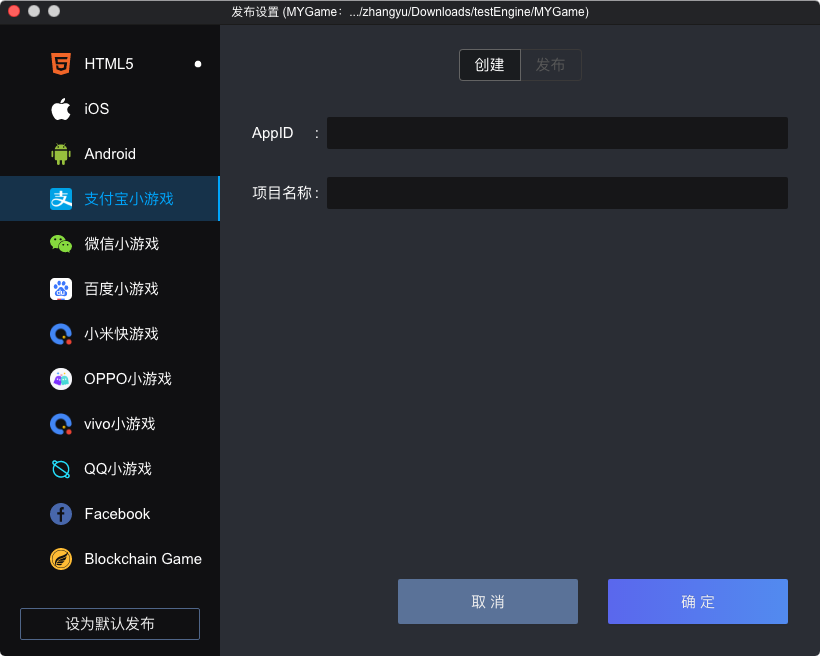 发布设置 (MYGame: .../zhangyu/Downloads/testEngine/MYGame)
HTML5
iOS
Android
支付宝小游戏
微信小游戏
百度小游戏
小米快游戏
OPPO小游戏
vivo小游戏
QQ小游戏
Facebook
Blockchain Game
设为默认发布
创建 发布
AppID :
项目名称 :
取 消 确 定